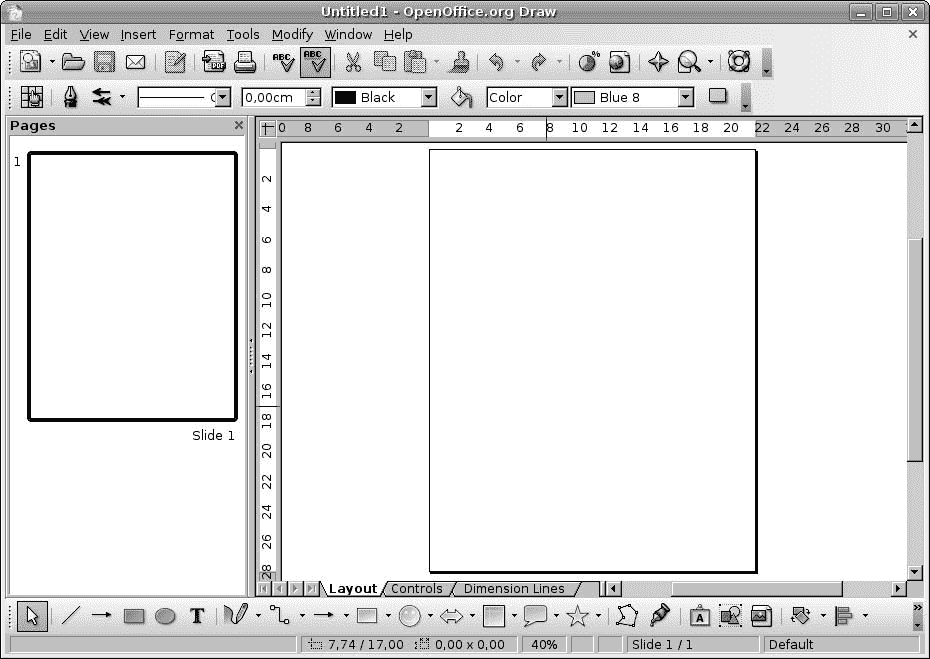 Untitled1 - OpenOffice.org Draw
File Edit View Insert Format Tools Modify Window Help
PDF ABC ABC
0,00cm Black Color Blue 8
Pages
0 8 6 4 2 2 4 6 8 10 12 14 16 18 20 22 24 26 28 30
1
2
4
6
8
10
12
14
16
18
20
22
24
26
28
Slide 1
Layout Controls Dimension Lines
T A
7,74 / 17,00 0,00 x 0,00 40% Slide 1 / 1 Default